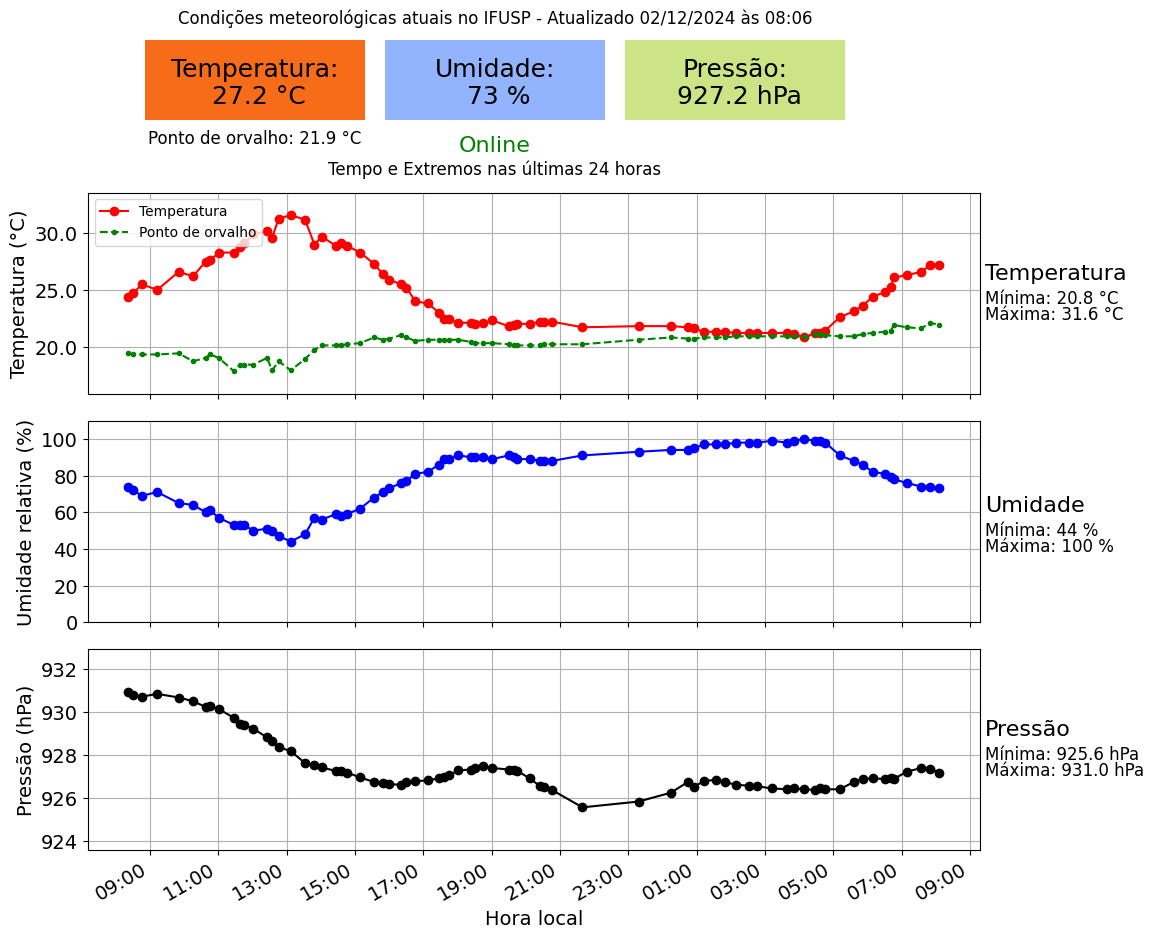 Condições meteorológicas atuais no IFUSP - Atualizado 02/12/2024 às 08:06
Temperatura:
27.2 °C
Umidade:
73 %
Pressão:
927.2 hPa
Ponto de orvalho: 21.9 °C
Online
Tempo e Extremos nas últimas 24 horas
Temperatura (°C)
30.0
25.0
20.0
Temperatura
Ponto de orvalho
Temperatura
Mínima: 20.8 °C
Máxima: 31.6 °C
Umidade relativa (%)
100
80
60
40
20
0
Umidade
Mínima: 44 %
Máxima: 100 %
Pressão (hPa)
932
930
928
926
924
Pressão
Mínima: 925.6 hPa
Máxima: 931.0 hPa
09:00 11:00 13:00 15:00 17:00 19:00 21:00 23:00 01:00 03:00 05:00 07:00 09:00
Hora local